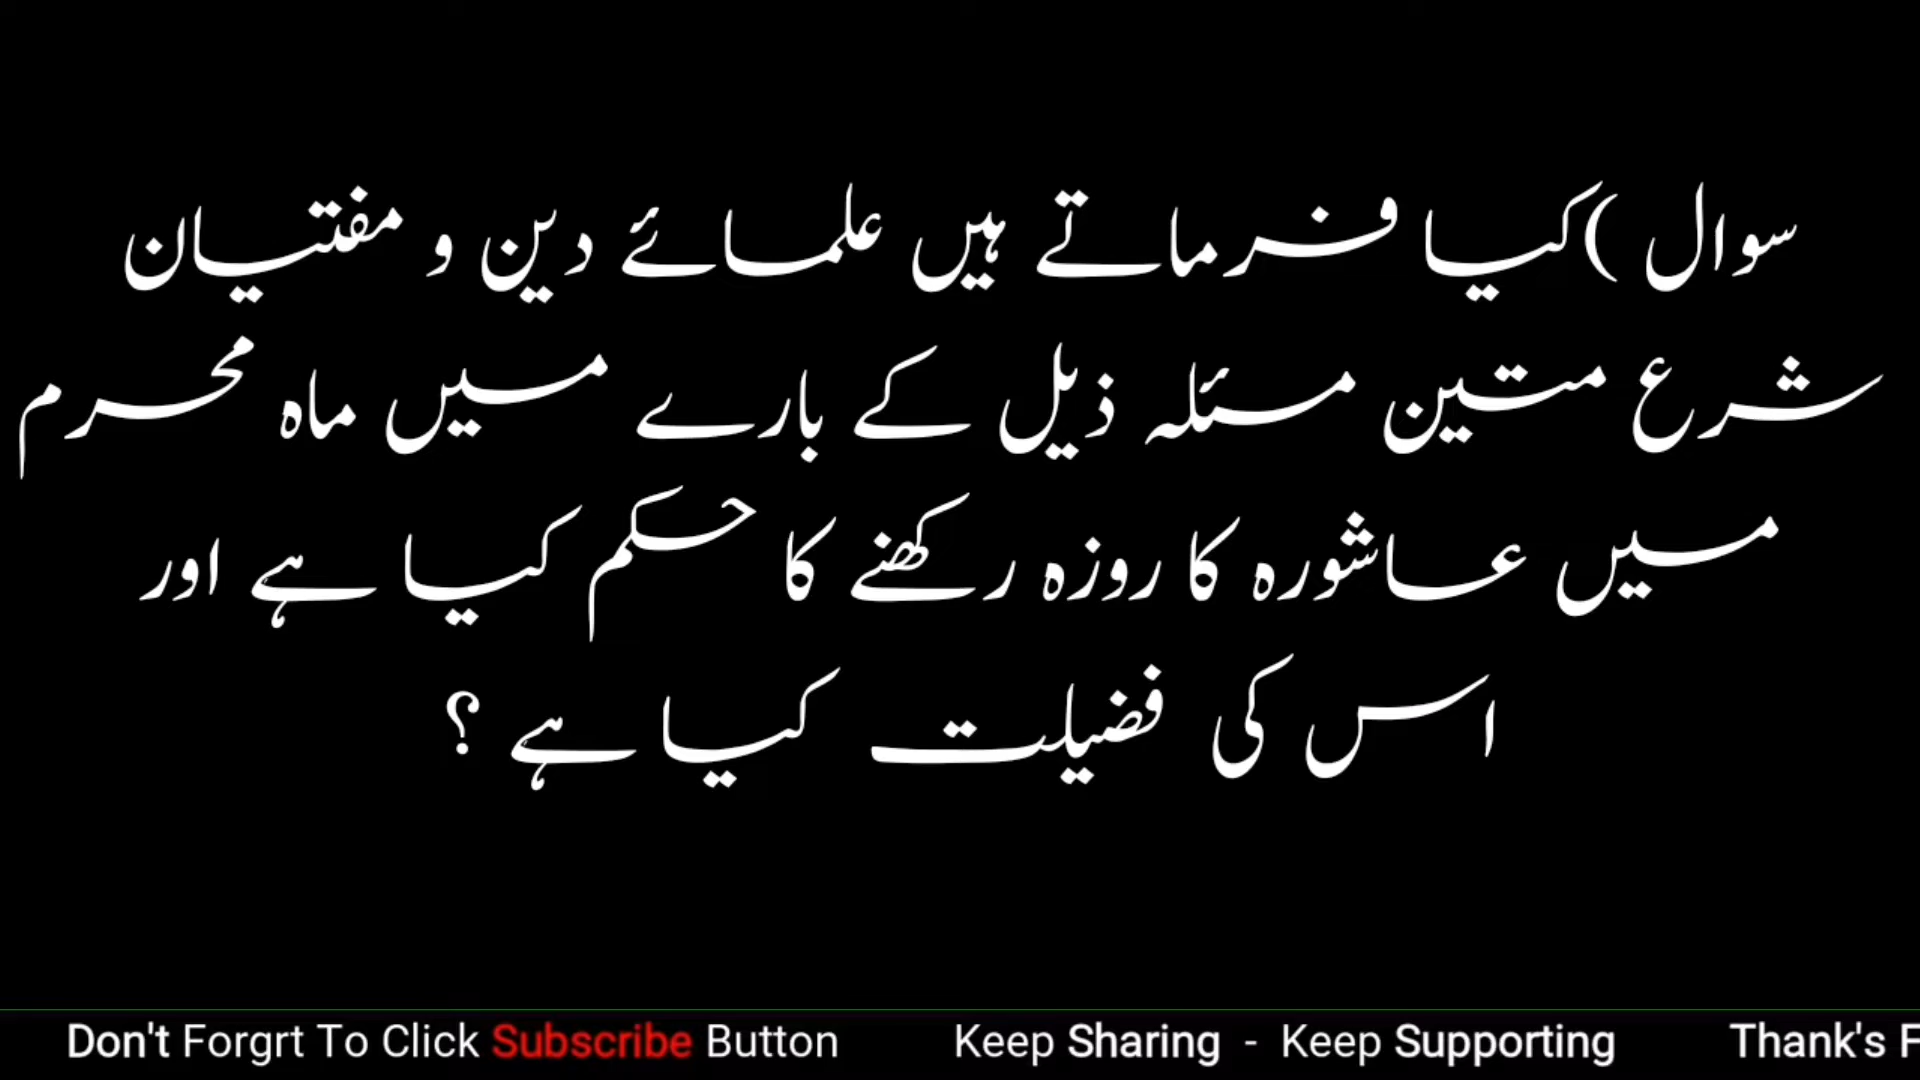 سوال )کیا فرماتے ہیں علمائے دین و مفتیان
شرع متین مسئلہ ذیل کے بارے میں ماہ محرم
میں عاشورہ کا روزہ رکھنے کا حکم کیا ہے اور
اس کی فضیلت کیا ہے ؟
Don't Forgrt To Click Subscribe Button Keep Sharing - Keep Supporting Thank's F